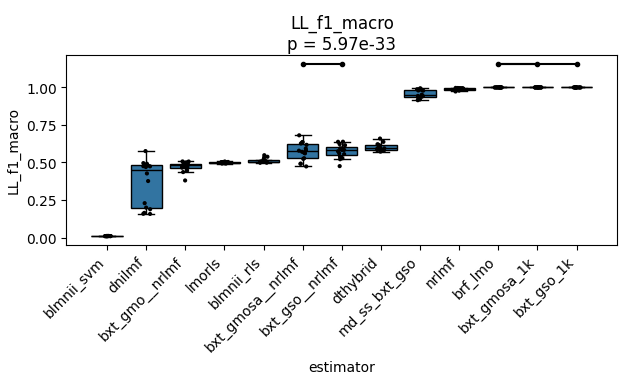 LL_f1_macro
p = 5.97e-33
LL_f1_macro
1.00
0.75
0.50
0.25
0.00
blmnii_svm
dnilmf
bxt_gmo__nrlmf
lmorls
blmnii_rls
bxt_gmosa__nrlmf
bxt_gso__nrlmf
dthybrid
md_ss_bxt_gso
nrlmf
brf_lmo
bxt_gmosa_1k
bxt_gso_1k
estimator